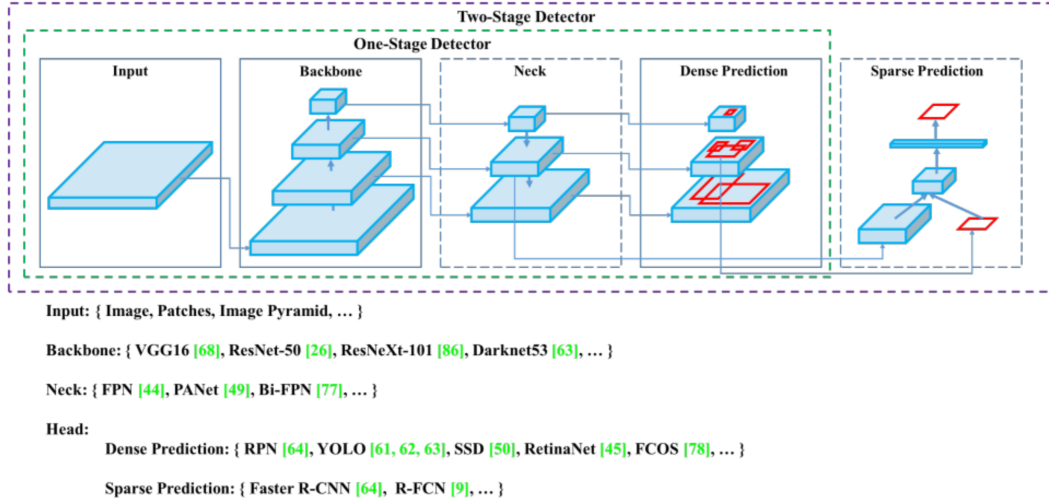 Two-Stage Detector
One-Stage Detector
Input
Backbone
Neck
Dense Prediction
Sparse Prediction
Input: { Image, Patches, Image Pyramid, … }
Backbone: { VGG16 [68], ResNet-50 [26], ResNeXt-101 [86], Darknet53 [63], … }
Neck: { FPN [44], PANet [49], Bi-FPN [77], … }
Head:
Dense Prediction: { RPN [64], YOLO [61, 62, 63], SSD [50], RetinaNet [45], FCOS [78], … }
Sparse Prediction: { Faster R-CNN [64], R-FCN [9], … }